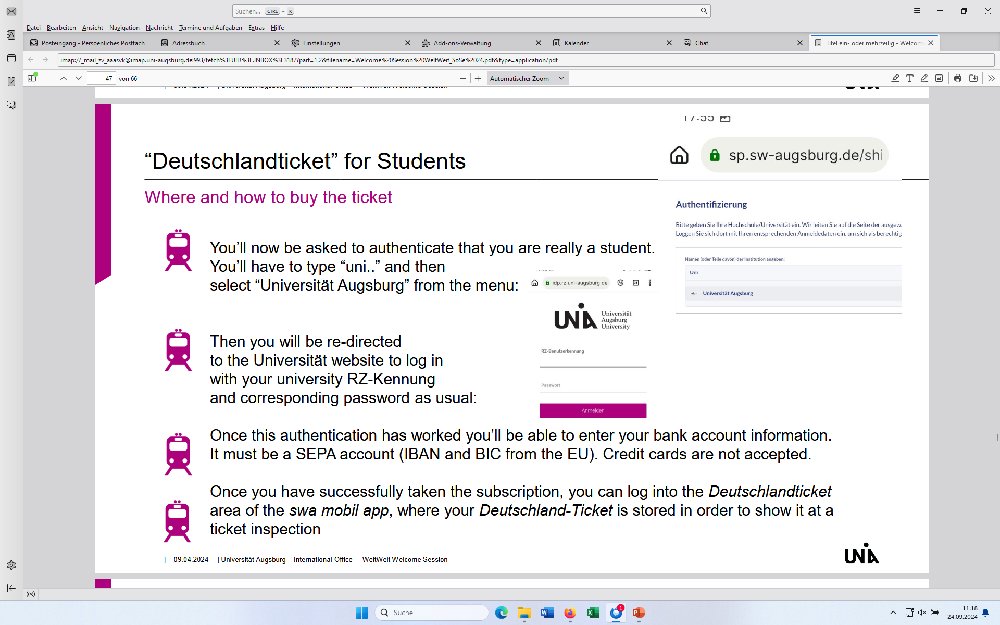 Suchen... CTRL + K
Datei Bearbeiten Ansicht Navigation Nachricht Termine und Aufgaben Extras Hilfe
Posteingang - Persoenliches Postfach Adressbuch Einstellungen Add-ons-Verwaltung Kalender Chat Titel ein- oder mehrzeilig - Welcome
imap://_mail_zv_aaasvk@imap.uni-augsburg.de:993/fetch%3EUID%3E.INBOX%3E3187?part=1.2&filename=Welcome%20Session%20WeltWeit_SoSe%2024.pdf&type=application/pdf
47 von 66 Automatischer Zoom
17:55
sp.sw-augsburg.de/shi
“Deutschlandticket” for Students
Where and how to buy the ticket
Authentifizierung
Bitte geben Sie Ihre Hochschule/Universität ein. Wir leiten Sie auf die Seite der ausgew
Loggen Sie sich dort mit Ihren entsprechenden Anmeldedaten ein, um sich als berechtig
Namen (oder Teile davon) der Institution angeben:
Uni
Universität Augsburg
You’ll now be asked to authenticate that you are really a student.
You’ll have to type “uni..” and then
select “Universität Augsburg” from the menu:
idp.rz.uni-augsburg.de
21
UNIA Universität
Augsburg
University
RZ-Benutzerkennung
Passwort
Anmelden
Then you will be re-directed
to the Universität website to log in
with your university RZ-Kennung
and corresponding password as usual:
Once this authentication has worked you’ll be able to enter your bank account information.
It must be a SEPA account (IBAN and BIC from the EU). Credit cards are not accepted.
Once you have successfully taken the subscription, you can log into the Deutschlandticket
area of the swa mobil app, where your Deutschland-Ticket is stored in order to show it at a
ticket inspection
| 09.04.2024 | Universität Augsburg – International Office – WeltWeit Welcome Session
UNIA
Suche
1
11:18
24.09.2024